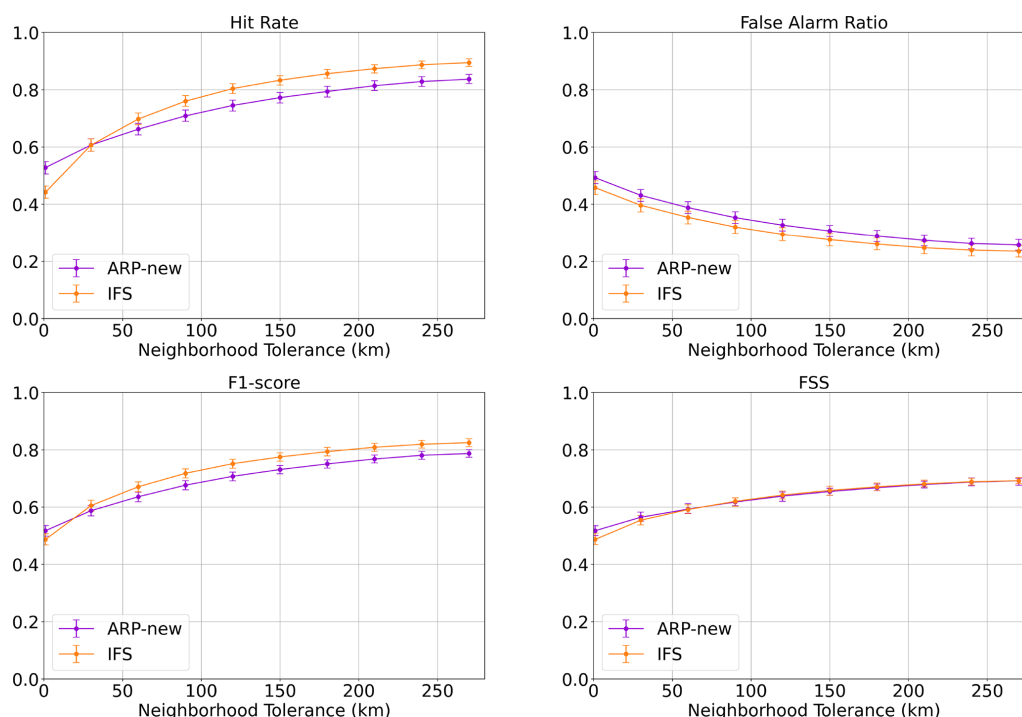 Hit Rate
1.0
0.8
0.6
0.4
0.2
0.0
ARP-new
IFS
0 50 100 150 200 250
Neighborhood Tolerance (km)
False Alarm Ratio
1.0
0.8
0.6
0.4
0.2
0.0
ARP-new
IFS
0 50 100 150 200 250
Neighborhood Tolerance (km)
F1-score
1.0
0.8
0.6
0.4
0.2
0.0
ARP-new
IFS
0 50 100 150 200 250
Neighborhood Tolerance (km)
FSS
1.0
0.8
0.6
0.4
0.2
0.0
ARP-new
IFS
0 50 100 150 200 250
Neighborhood Tolerance (km)